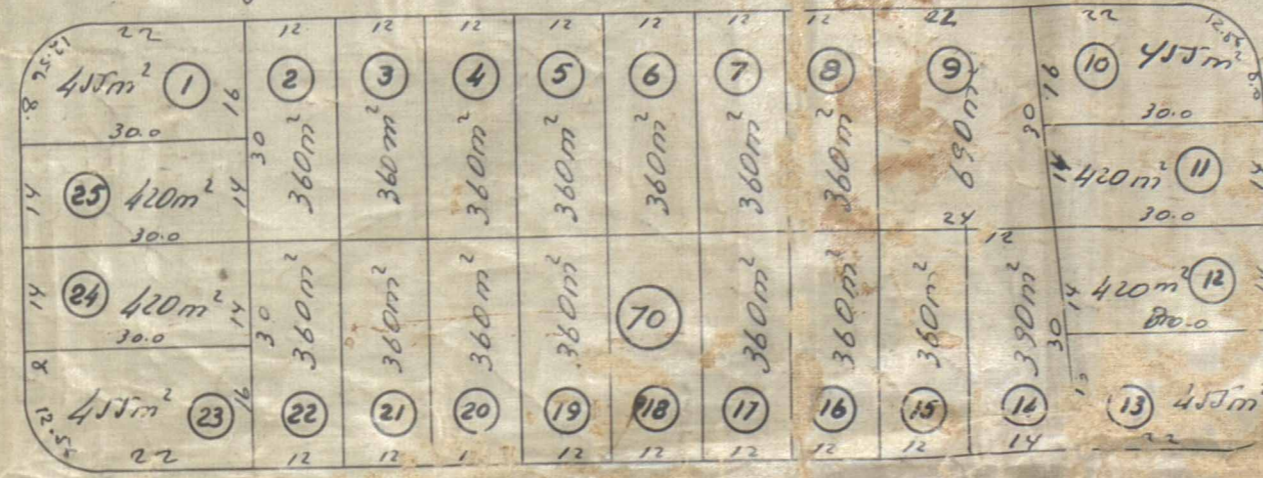 22 12 12 12 12 12 12 12 22 22
455m² 1 16 2 3 4 5 6 7 8 9 16 10 455m²
8
30.0 30 360m² 360m² 360m² 360m² 360m² 360m² 360m² 690m² 30 30.0
14 25 420m² 14 14 420m² 11
30.0 24 30.0
12
14 24 420m² 14 14 420m² 12
30.0 30 360m² 360m² 360m² 360m² 70 360m² 360m² 360m² 390m² 30
455m² 23 16 22 21 20 19 18 17 16 15 14 13 455m²
22 12 12 1 12 12 12 12 12 14 22